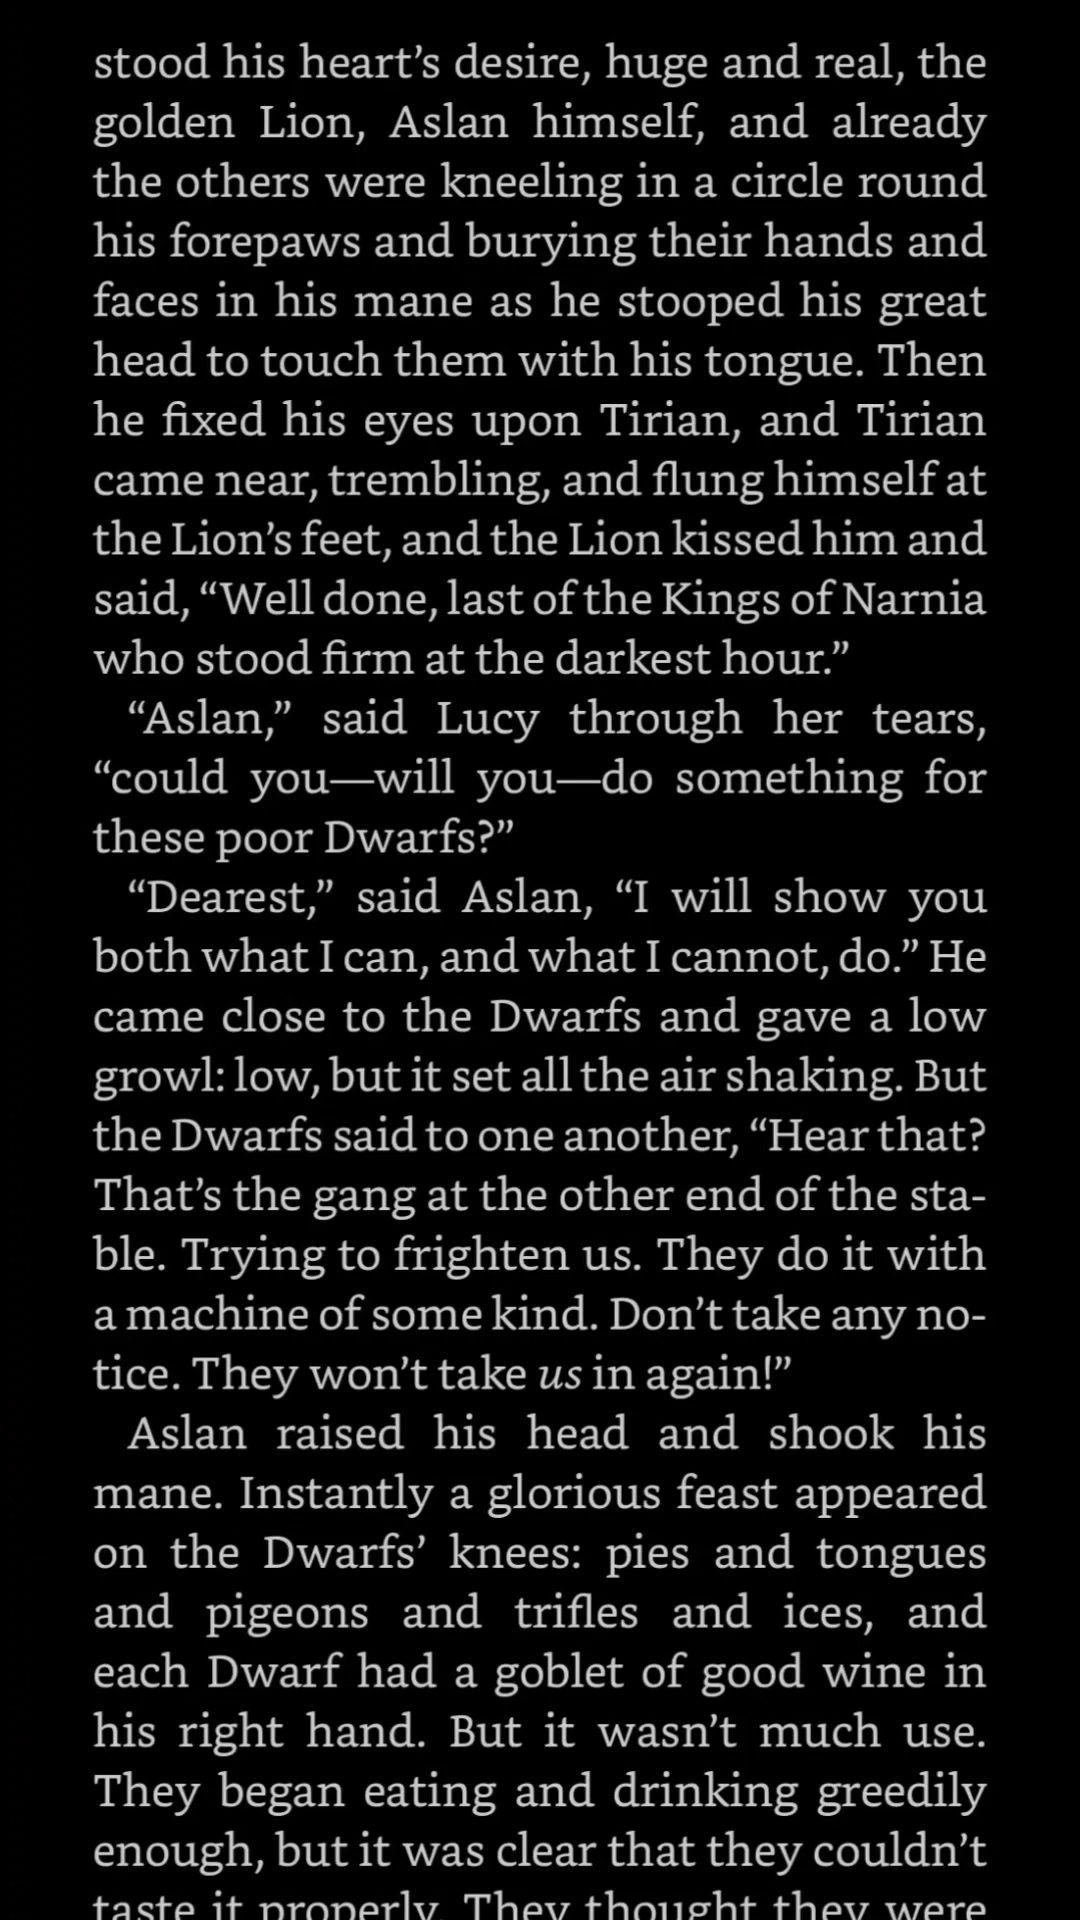 stood his heart’s desire, huge and real, the
golden Lion, Aslan himself, and already
the others were kneeling in a circle round
his forepaws and burying their hands and
faces in his mane as he stooped his great
head to touch them with his tongue. Then
he fixed his eyes upon Tirian, and Tirian
came near, trembling, and flung himself at
the Lion’s feet, and the Lion kissed him and
said, “Well done, last of the Kings of Narnia
who stood firm at the darkest hour.”
“Aslan,” said Lucy through her tears,
“could you—will you—do something for
these poor Dwarfs?”
“Dearest,” said Aslan, “I will show you
both what I can, and what I cannot, do.” He
came close to the Dwarfs and gave a low
growl: low, but it set all the air shaking. But
the Dwarfs said to one another, “Hear that?
That’s the gang at the other end of the sta-
ble. Trying to frighten us. They do it with
a machine of some kind. Don’t take any no-
tice. They won’t take us in again!”
Aslan raised his head and shook his
mane. Instantly a glorious feast appeared
on the Dwarfs’ knees: pies and tongues
and pigeons and trifles and ices, and
each Dwarf had a goblet of good wine in
his right hand. But it wasn’t much use.
They began eating and drinking greedily
enough, but it was clear that they couldn’t
taste it properly. They thought they were